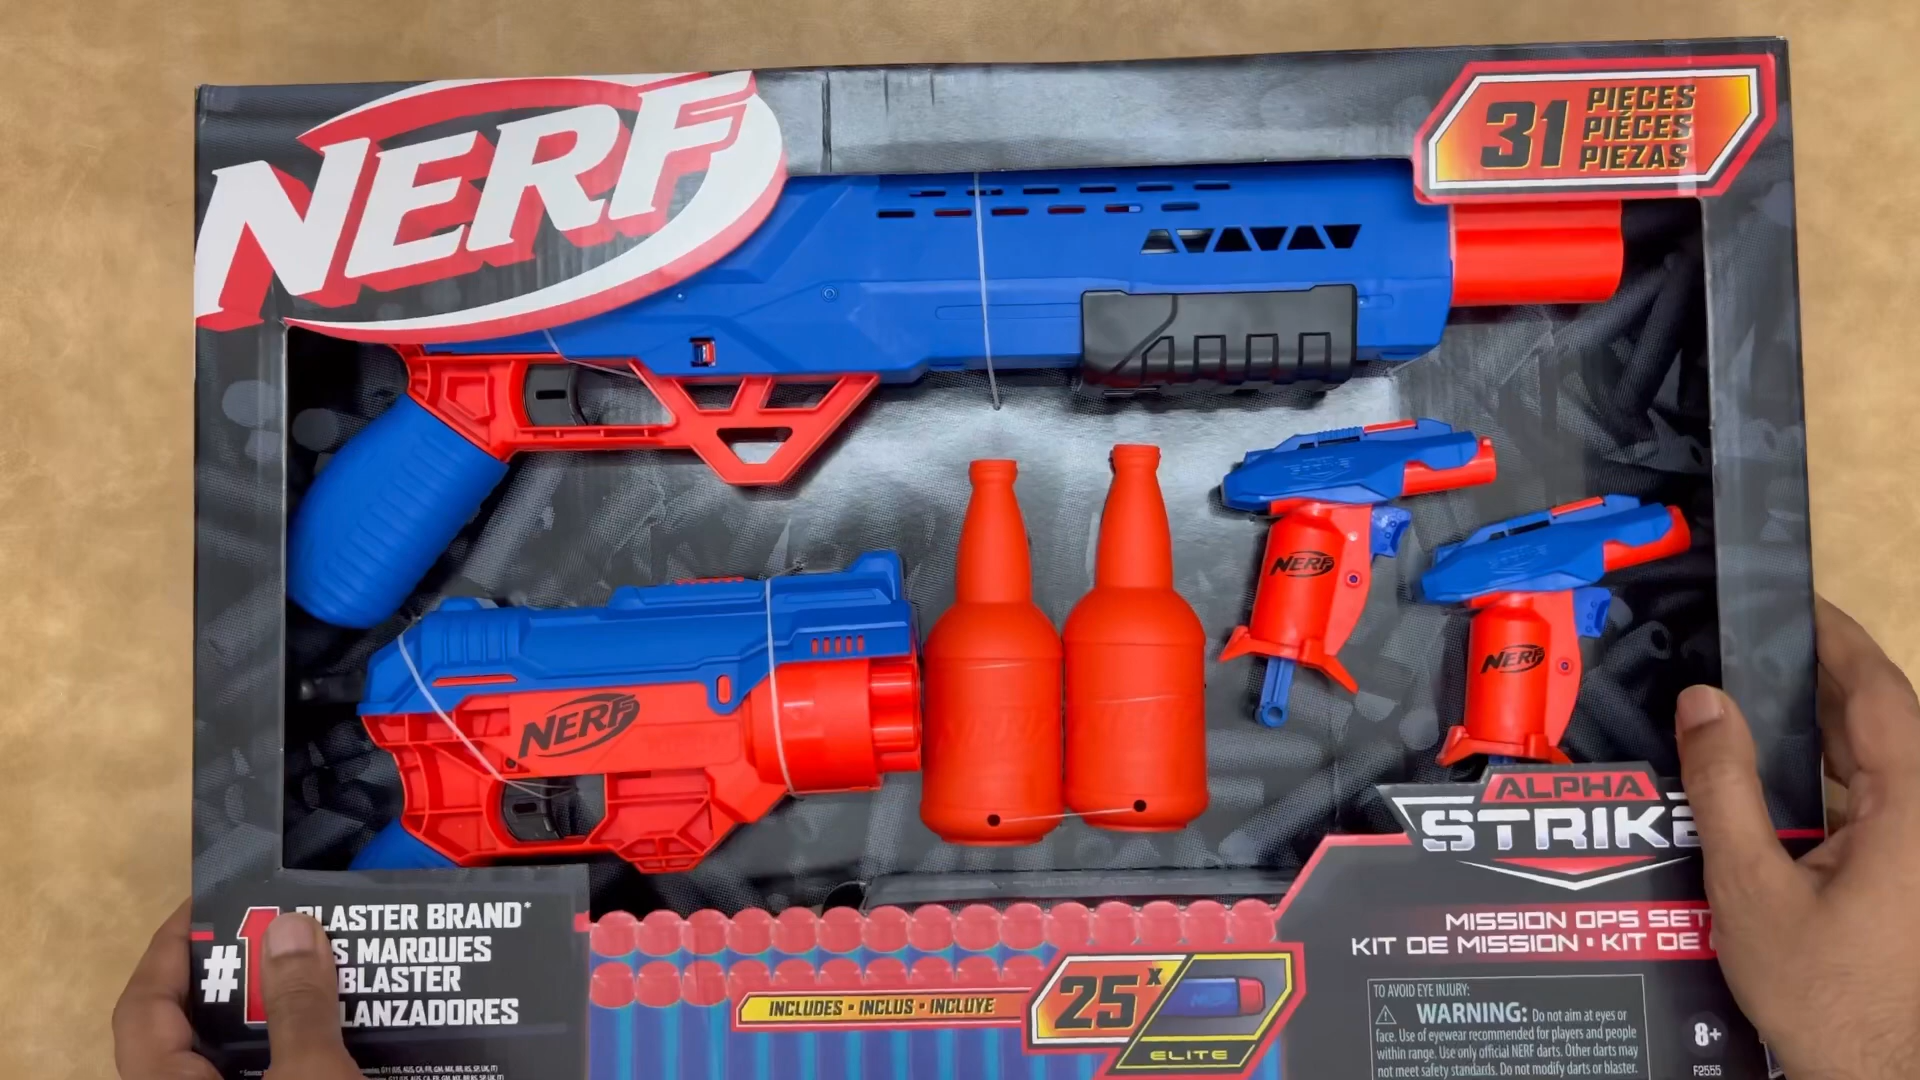 NERF
31
PIECES
PIÈCES
PIEZAS
NERF
NERF
NERF
ALPHA
STRIKE
MISSION OPS SET
KIT DE MISSION • KIT DE
#1 BLASTER BRAND*
S MARQUES
BLASTER
LANZADORES
INCLUDES • INCLUS • INCLUYE
25X
ELITE
TO AVOID EYE INJURY:
WARNING: Do not aim at eyes or
face. Use of eyewear recommended for players and people
within range. Use only official NERF darts. Other darts may
not meet safety standards. Do not modify darts or blaster.
8+
F2555